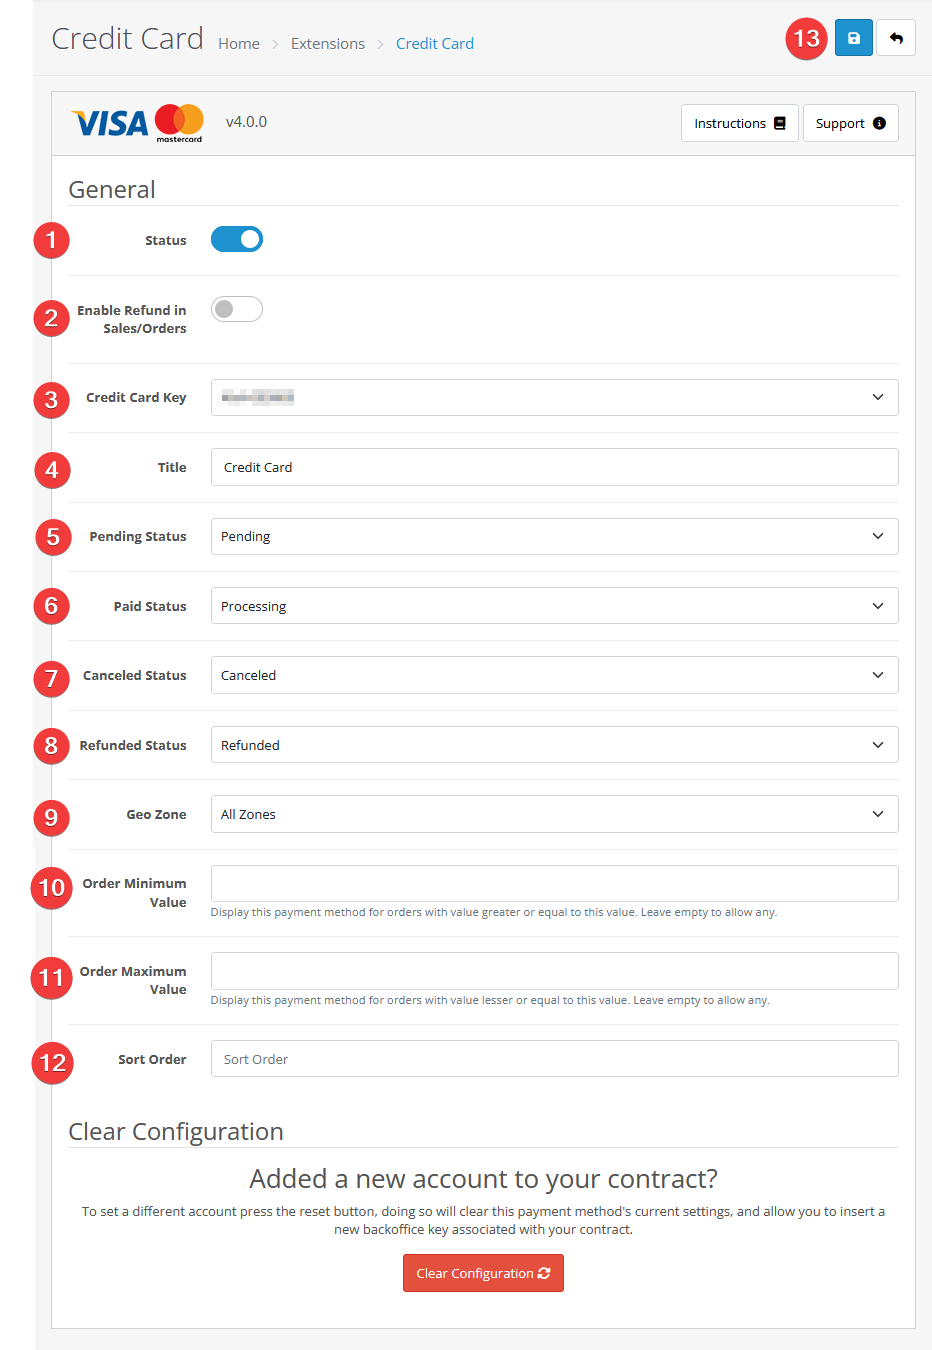 Credit Card Home > Extensions > Credit Card 13
VISA mastercard v4.0.0 Instructions Support
General
1 Status
2 Enable Refund in
Sales/Orders
3 Credit Card Key
4 Title Credit Card
5 Pending Status Pending
6 Paid Status Processing
7 Canceled Status Canceled
8 Refunded Status Refunded
9 Geo Zone All Zones
10 Order Minimum
Value
Display this payment method for orders with value greater or equal to this value. Leave empty to allow any.
11 Order Maximum
Value
Display this payment method for orders with value lesser or equal to this value. Leave empty to allow any.
12 Sort Order Sort Order
Clear Configuration
Added a new account to your contract?
To set a different account press the reset button, doing so will clear this payment method's current settings, and allow you to insert a
new backoffice key associated with your contract.
Clear Configuration